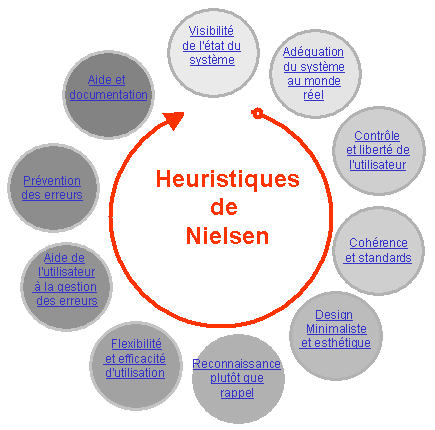 Visibilité
de l'état du
système
Adéquation
du système
au monde
réel
Contrôle
et liberté de
l'utilisateur
Cohérence
et standards
Design
Minimaliste
et esthétique
Reconnaissance
plutôt que
rappel
Flexibilité
et efficacité
d'utilisation
Aide de
l'utilisateur
à la gestion
des erreurs
Prévention
des erreurs
Aide et
documentation
Heuristiques
de
Nielsen